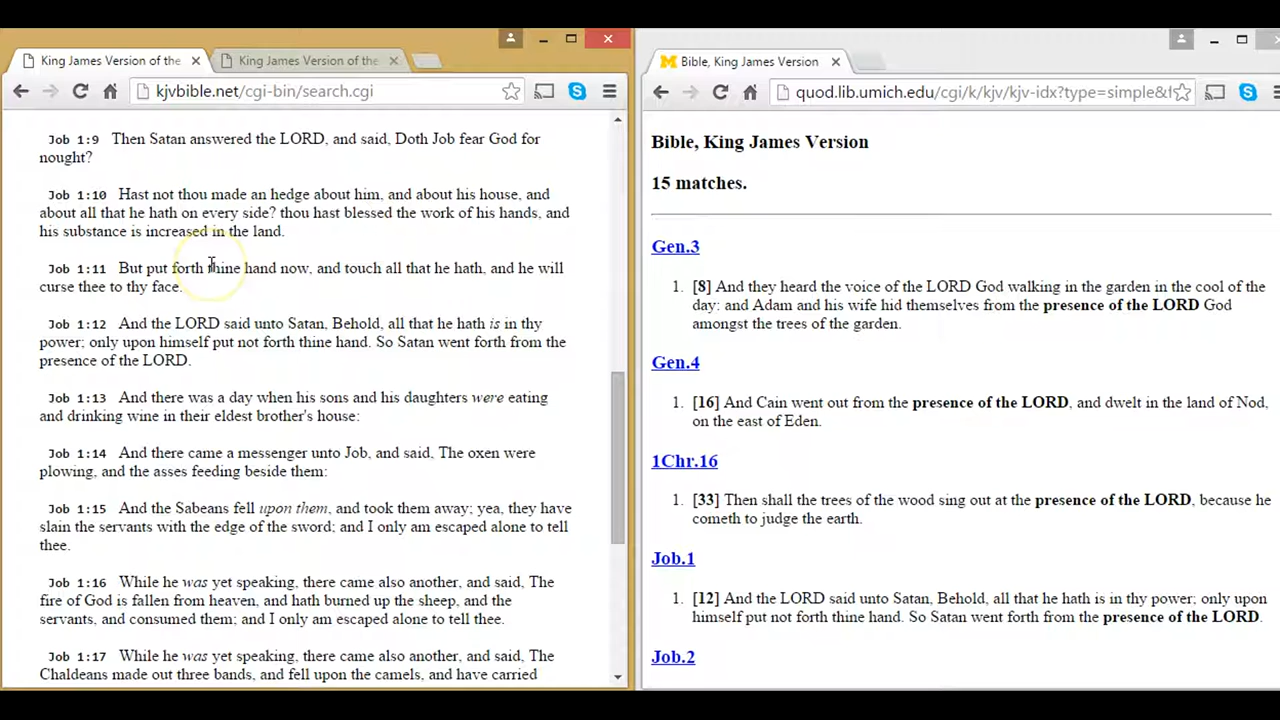 King James Version of the
King James Version of the
kjvbible.net/cgi-bin/search.cgi
Job 1:9 Then Satan answered the LORD, and said, Doth Job fear God for
nought?
Job 1:10 Hast not thou made an hedge about him, and about his house, and
about all that he hath on every side? thou hast blessed the work of his hands, and
his substance is increased in the land.
Job 1:11 But put forth thine hand now, and touch all that he hath, and he will
curse thee to thy face.
Job 1:12 And the LORD said unto Satan, Behold, all that he hath is in thy
power; only upon himself put not forth thine hand. So Satan went forth from the
presence of the LORD.
Job 1:13 And there was a day when his sons and his daughters were eating
and drinking wine in their eldest brother's house:
Job 1:14 And there came a messenger unto Job, and said, The oxen were
plowing, and the asses feeding beside them:
Job 1:15 And the Sabeans fell upon them, and took them away; yea, they have
slain the servants with the edge of the sword; and I only am escaped alone to tell
thee.
Job 1:16 While he was yet speaking, there came also another, and said, The
fire of God is fallen from heaven, and hath burned up the sheep, and the
servants, and consumed them; and I only am escaped alone to tell thee.
Job 1:17 While he was yet speaking, there came also another, and said, The
Chaldeans made out three bands, and fell upon the camels, and have carried
Bible, King James Version
quod.lib.umich.edu/cgi/k/kjv/kjv-idx?type=simple&f
Bible, King James Version
15 matches.
Gen.3
1. [8] And they heard the voice of the LORD God walking in the garden in the cool of the
day: and Adam and his wife hid themselves from the presence of the LORD God
amongst the trees of the garden.
Gen.4
1. [16] And Cain went out from the presence of the LORD, and dwelt in the land of Nod,
on the east of Eden.
1Chr.16
1. [33] Then shall the trees of the wood sing out at the presence of the LORD, because he
cometh to judge the earth.
Job.1
1. [12] And the LORD said unto Satan, Behold, all that he hath is in thy power; only upon
himself put not forth thine hand. So Satan went forth from the presence of the LORD.
Job.2